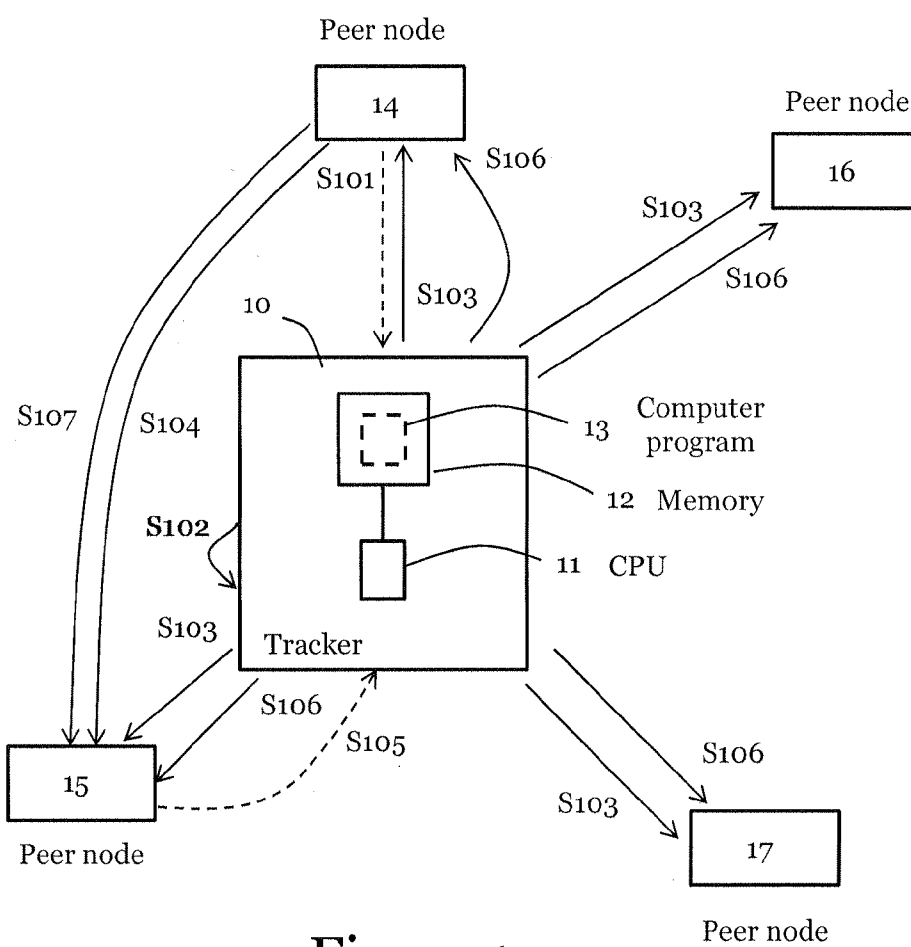 Peer node
14
Peer node
16
S101
S106
S103
S106
S103
10
S107
S104
Computer
program
13
12 Memory
S102
11 CPU
S103
Tracker
S106
S105
15
Peer node
S106
S103
17
Peer node